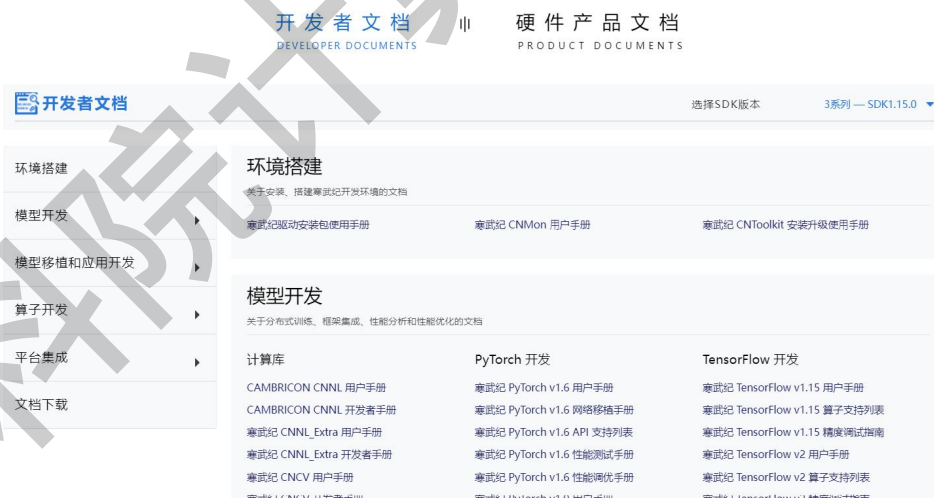 开发者文档
DEVELOPER DOCUMENTS
硬件产品文档
PRODUCT DOCUMENTS
开发者文档
选择SDK版本
3系列 — SDK1.15.0
环境搭建
模型开发
模型移植和应用开发
算子开发
平台集成
文档下载
环境搭建
关于安装、搭建寒武纪开发环境的文档
寒武纪驱动安装包使用手册
寒武纪 CNMon 用户手册
寒武纪 CNToolkit 安装升级使用手册
模型开发
关于分布式训练、框架集成、性能分析和性能优化的文档
计算库
CAMBRICON CNNL 用户手册
CAMBRICON CNNL 开发者手册
寒武纪 CNNL_Extra 用户手册
寒武纪 CNNL_Extra 开发者手册
寒武纪 CNCV 用户手册
PyTorch 开发
寒武纪 PyTorch v1.6 用户手册
寒武纪 PyTorch v1.6 网络移植手册
寒武纪 PyTorch v1.6 API 支持列表
寒武纪 PyTorch v1.6 性能测试手册
寒武纪 PyTorch v1.6 性能调优手册
TensorFlow 开发
寒武纪 TensorFlow v1.15 用户手册
寒武纪 TensorFlow v1.15 算子支持列表
寒武纪 TensorFlow v1.15 精度调试指南
寒武纪 TensorFlow v2 用户手册
寒武纪 TensorFlow v2 算子支持列表
科院计